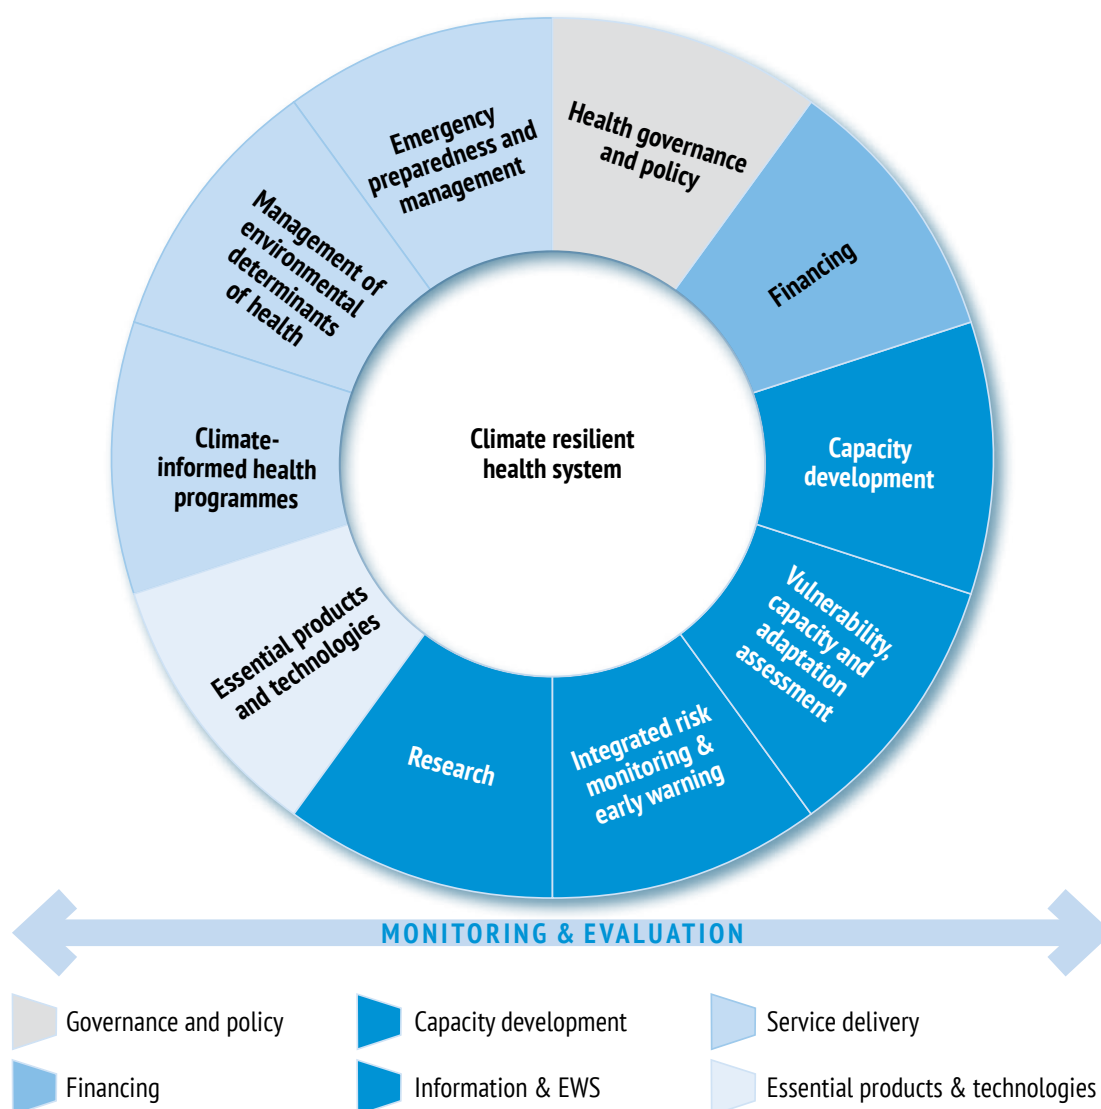 Health governance
and policy
Financing
Capacity
development
Vulnerability,
capacity and
adaptation
assessment
Integrated risk
monitoring &
early warning
Research
Essential products
and technologies
Climate-
informed health
programmes
Management of
environmental
determinants
of health
Emergency
preparedness and
management
Climate resilient
health system
MONITORING & EVALUATION
Governance and policy
Capacity development
Service delivery
Financing
Information & EWS
Essential products & technologies